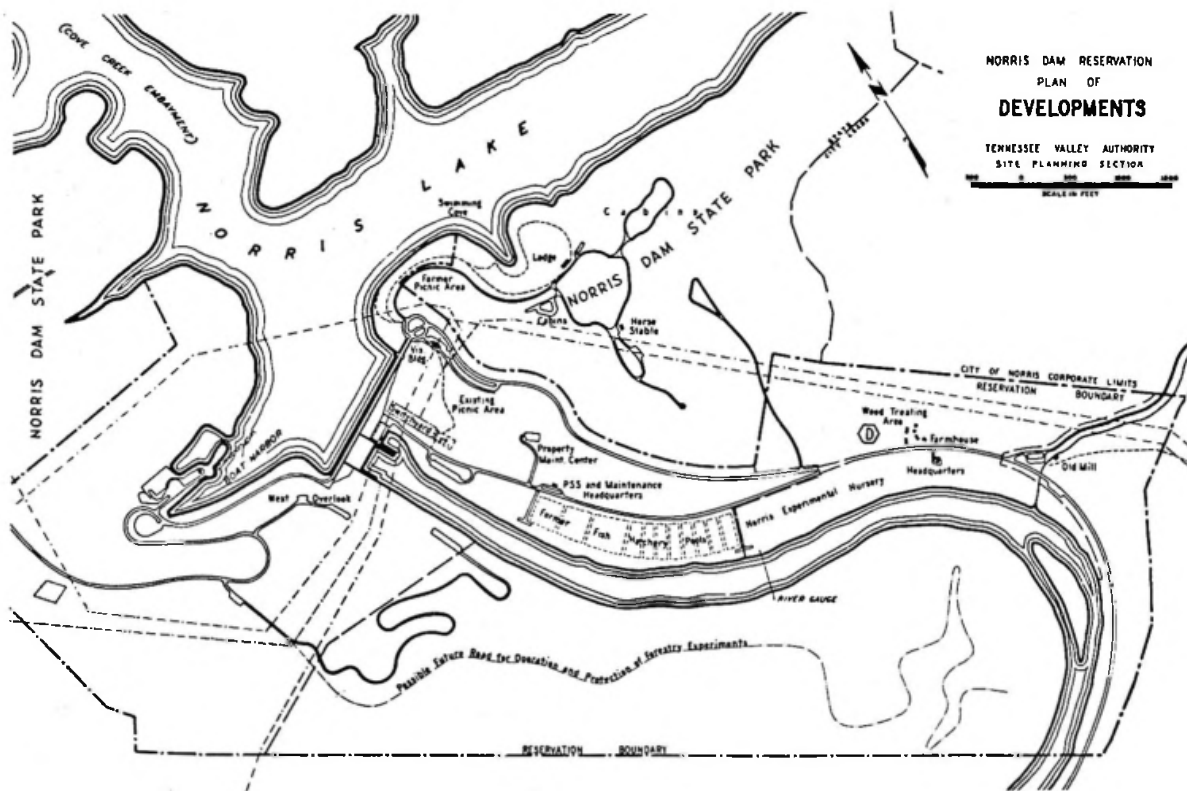 NORRIS DAM RESERVATION
PLAN OF
DEVELOPMENTS
TENNESSEE VALLEY AUTHORITY
SITE PLANNING SECTION
SCALE IN FEET
(COVE CREEK EMBAYMENT)
NORRIS LAKE
NORRIS DAM STATE PARK
Swimming
Cove
Cabins
NORRIS DAM STATE PARK
Lodge
Former
Picnic Area
Cabins
Horse
Stable
Vis.
Bldg.
Existing
Picnic Area
CITY OF NORRIS CORPORATE LIMITS
RESERVATION BOUNDARY
Wood Treating
Area
D
Farmhouse
Headquarters
Old Mill
BOAT HARBOR
West Overlook
Property
Maint. Center
PSS and Maintenance
Headquarters
Former Fish Hatchery Pools
Norris Experimental Nursery
RIVER GAUGE
Possible Future Road for Operation and Protection of Forestry Experiments
RESERVATION BOUNDARY